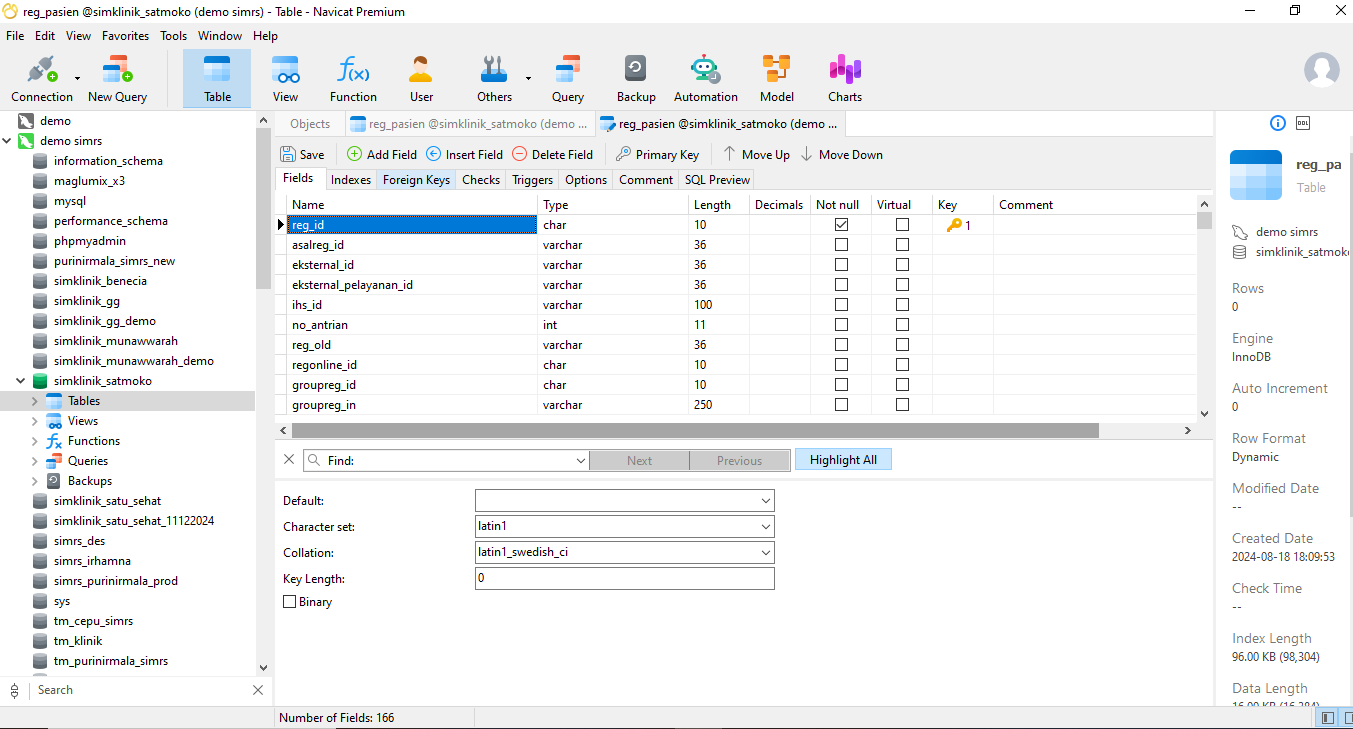 reg_pasien @simklinik_satmoko (demo simrs) - Table - Navicat Premium
File Edit View Favorites Tools Window Help
Connection New Query Table View Function User Others Query Backup Automation Model Charts
demo
demo simrs
information_schema
maglumix_x3
mysql
performance_schema
phpmyadmin
purinirmala_simrs_new
simklinik_benecia
simklinik_gg
simklinik_gg_demo
simklinik_munawwarah
simklinik_munawwarah_demo
simklinik_satmoko
Tables
Views
Functions
Queries
Backups
simklinik_satu_sehat
simklinik_satu_sehat_11122024
simrs_des
simrs_irhamna
simrs_purinirmala_prod
sys
tm_cepu_simrs
tm_klinik
tm_purinirmala_simrs
Search
Objects reg_pasien @simklinik_satmoko (demo ... reg_pasien @simklinik_satmoko (demo ...
Save Add Field Insert Field Delete Field Primary Key Move Up Move Down
Fields Indexes Foreign Keys Checks Triggers Options Comment SQL Preview
Name Type Length Decimals Not null Virtual Key Comment
reg_id char 10 1
asalreg_id varchar 36
eksternal_id varchar 36
eksternal_pelayanan_id varchar 36
ihs_id varchar 100
no_antrian int 11
reg_old varchar 36
regonline_id char 10
groupreg_id char 10
groupreg_in varchar 250
Find: Next Previous Highlight All
Default:
Character set: latin1
Collation: latin1_swedish_ci
Key Length: 0
Binary
Number of Fields: 166
DDL
reg_pa
Table
demo simrs
simklinik_satmoko
Rows
0
Engine
InnoDB
Auto Increment
0
Row Format
Dynamic
Modified Date
--
Created Date
2024-08-18 18:09:53
Check Time
--
Index Length
96.00 KB (98,304)
Data Length
16.00 KB (16,384)